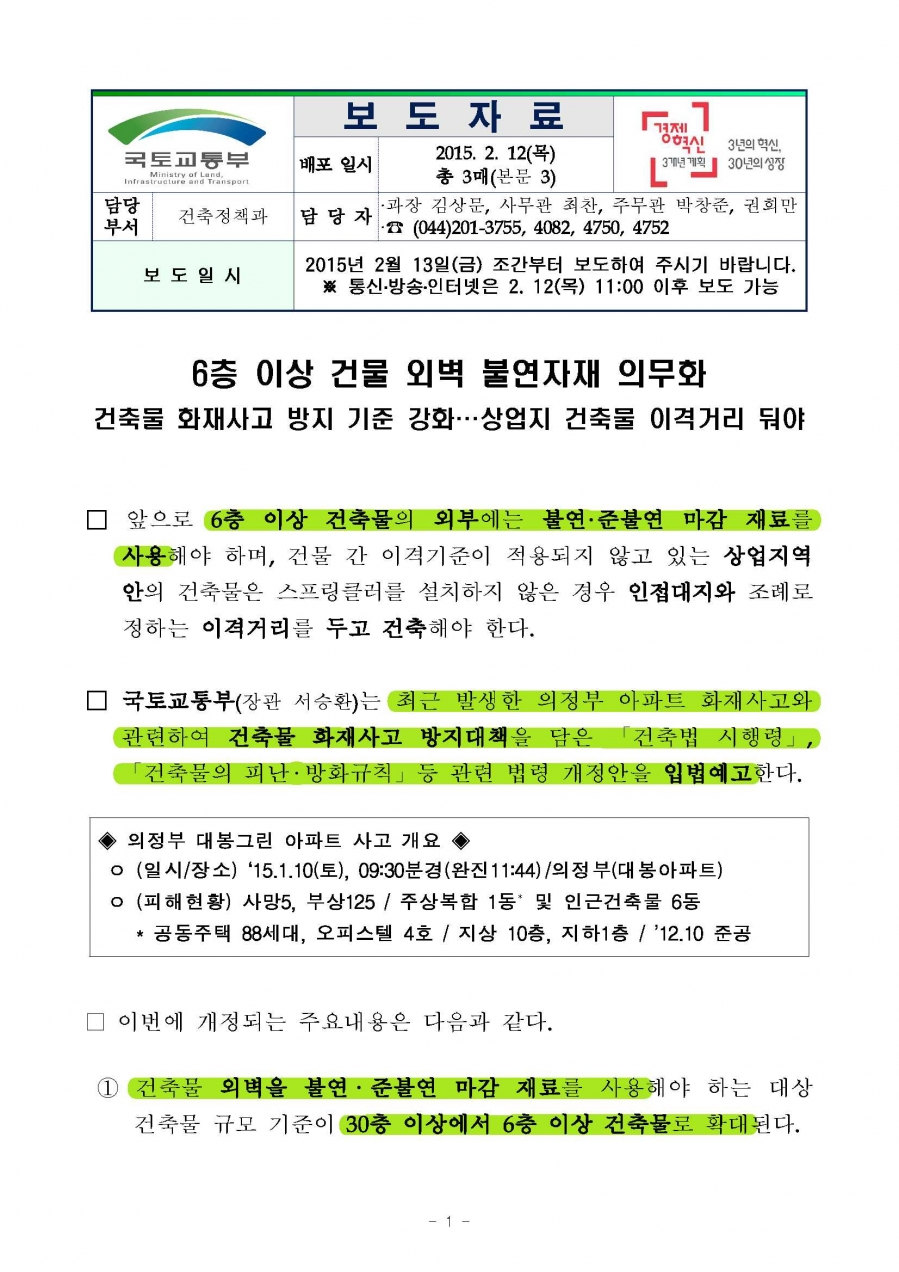 국토교통부
Ministry of Land,
Infrastructure and Transport
보 도 자 료
배포 일시
2015. 2. 12(목)
총 3매(본문 3)
경제
혁신
3개년 계획
3년의 혁신,
30년의 성장
담당
부서
건축정책과
담 당 자
·과장 김상문, 사무관 최찬, 주무관 박창준, 권희만
·☎ (044)201-3755, 4082, 4750, 4752
보 도 일 시
2015년 2월 13일(금) 조간부터 보도하여 주시기 바랍니다.
※ 통신·방송·인터넷은 2. 12(목) 11:00 이후 보도 가능
6층 이상 건물 외벽 불연자재 의무화
건축물 화재사고 방지 기준 강화…상업지 건축물 이격거리 둬야
□ 앞으로 6층 이상 건축물의 외부에는 불연·준불연 마감 재료를
사용해야 하며, 건물 간 이격기준이 적용되지 않고 있는 상업지역
안의 건축물은 스프링클러를 설치하지 않은 경우 인접대지와 조례로
정하는 이격거리를 두고 건축해야 한다.
□ 국토교통부(장관 서승환)는 최근 발생한 의정부 아파트 화재사고와
관련하여 건축물 화재사고 방지대책을 담은 「건축법 시행령」,
「건축물의 피난·방화규칙」등 관련 법령 개정안을 입법예고한다.
◈ 의정부 대봉그린 아파트 사고 개요 ◈
ㅇ (일시/장소) ‘15.1.10(토), 09:30분경(완진11:44)/의정부(대봉아파트)
ㅇ (피해현황) 사망5, 부상125 / 주상복합 1동* 및 인근건축물 6동
* 공동주택 88세대, 오피스텔 4호 / 지상 10층, 지하1층 / ’12.10 준공
□ 이번에 개정되는 주요내용은 다음과 같다.
① 건축물 외벽을 불연·준불연 마감 재료를 사용해야 하는 대상
건축물 규모 기준이 30층 이상에서 6층 이상 건축물로 확대된다.
- 1 -